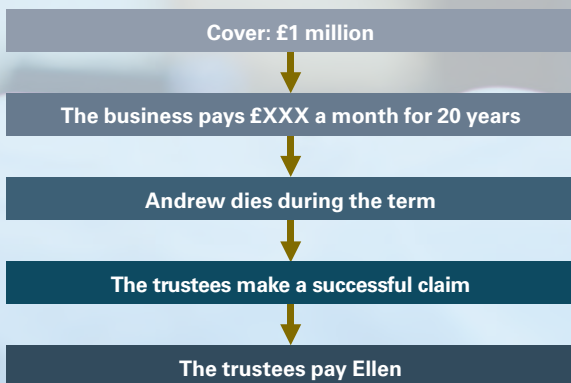 Cover: £1 million
The business pays £XXX a month for 20 years
Andrew dies during the term
The trustees make a successful claim
The trustees pay Ellen